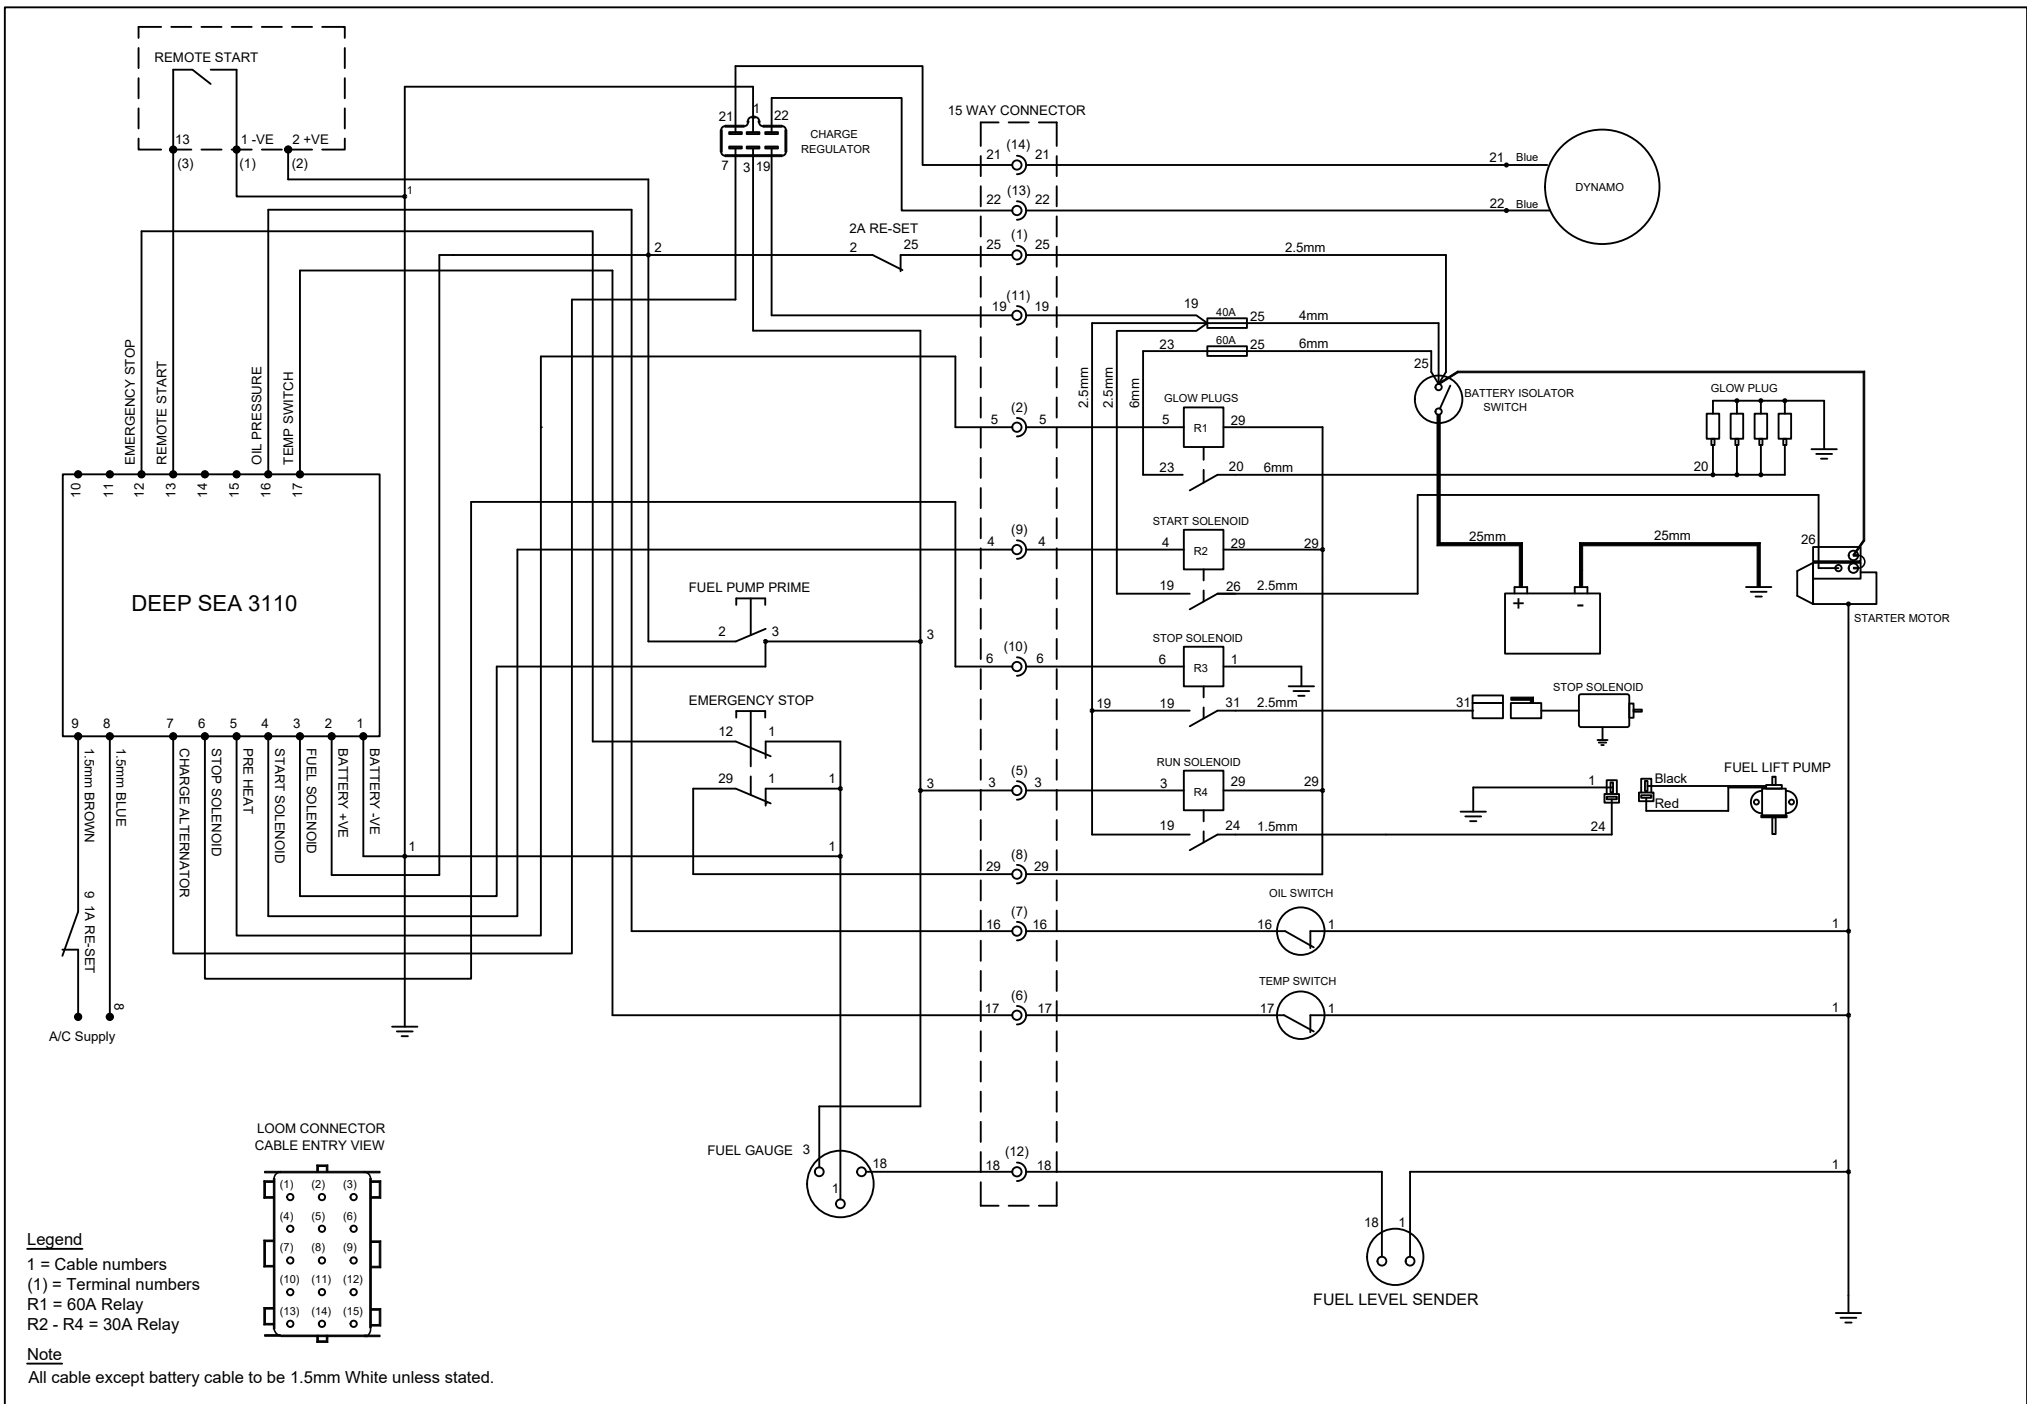 REMOTE START
13
1 -VE
2 +VE
(3)
(1)
(2)
1
21
1
22
CHARGE
REGULATOR
7
3
19
15 WAY CONNECTOR
21
(14)
21
21
Blue
DYNAMO
22
(13)
22
22
Blue
2
2A RE-SET
2
25
25
(1)
25
2.5mm
19
(11)
19
19
40A
25
4mm
23
60A
25
6mm
25
BATTERY ISOLATOR
SWITCH
2.5mm
2.5mm
6mm
EMERGENCY STOP
REMOTE START
OIL PRESSURE
TEMP SWITCH
10
11
12
13
14
15
16
17
DEEP SEA 3110
9
8
7
6
5
4
3
2
1
1.5mm BROWN
1.5mm BLUE
CHARGE ALTERNATOR
STOP SOLENOID
PRE HEAT
START SOLENOID
FUEL SOLENOID
BATTERY +VE
BATTERY -VE
9 1A RE-SET
8
A/C Supply
1
5
(2)
5
GLOW PLUGS
5
R1
29
23
20
6mm
GLOW PLUG
20
4
(9)
4
START SOLENOID
4
R2
29
29
19
26
2.5mm
25mm
25mm
+
-
26
STARTER MOTOR
FUEL PUMP PRIME
2
3
3
6
(10)
6
STOP SOLENOID
6
R3
1
19
19
31
2.5mm
31
STOP SOLENOID
EMERGENCY STOP
12
1
29
1
1
1
3
3
(5)
3
RUN SOLENOID
3
R4
29
29
19
24
1.5mm
1
24
Black
Red
FUEL LIFT PUMP
29
(8)
29
16
(7)
16
OIL SWITCH
16
1
1
17
(6)
17
TEMP SWITCH
17
1
1
FUEL GAUGE
3
18
1
18
(12)
18
1
18
1
FUEL LEVEL SENDER
LOOM CONNECTOR
CABLE ENTRY VIEW
(1) (2) (3)
(4) (5) (6)
(7) (8) (9)
(10) (11) (12)
(13) (14) (15)
Legend
1 = Cable numbers
(1) = Terminal numbers
R1 = 60A Relay
R2 - R4 = 30A Relay
Note
All cable except battery cable to be 1.5mm White unless stated.